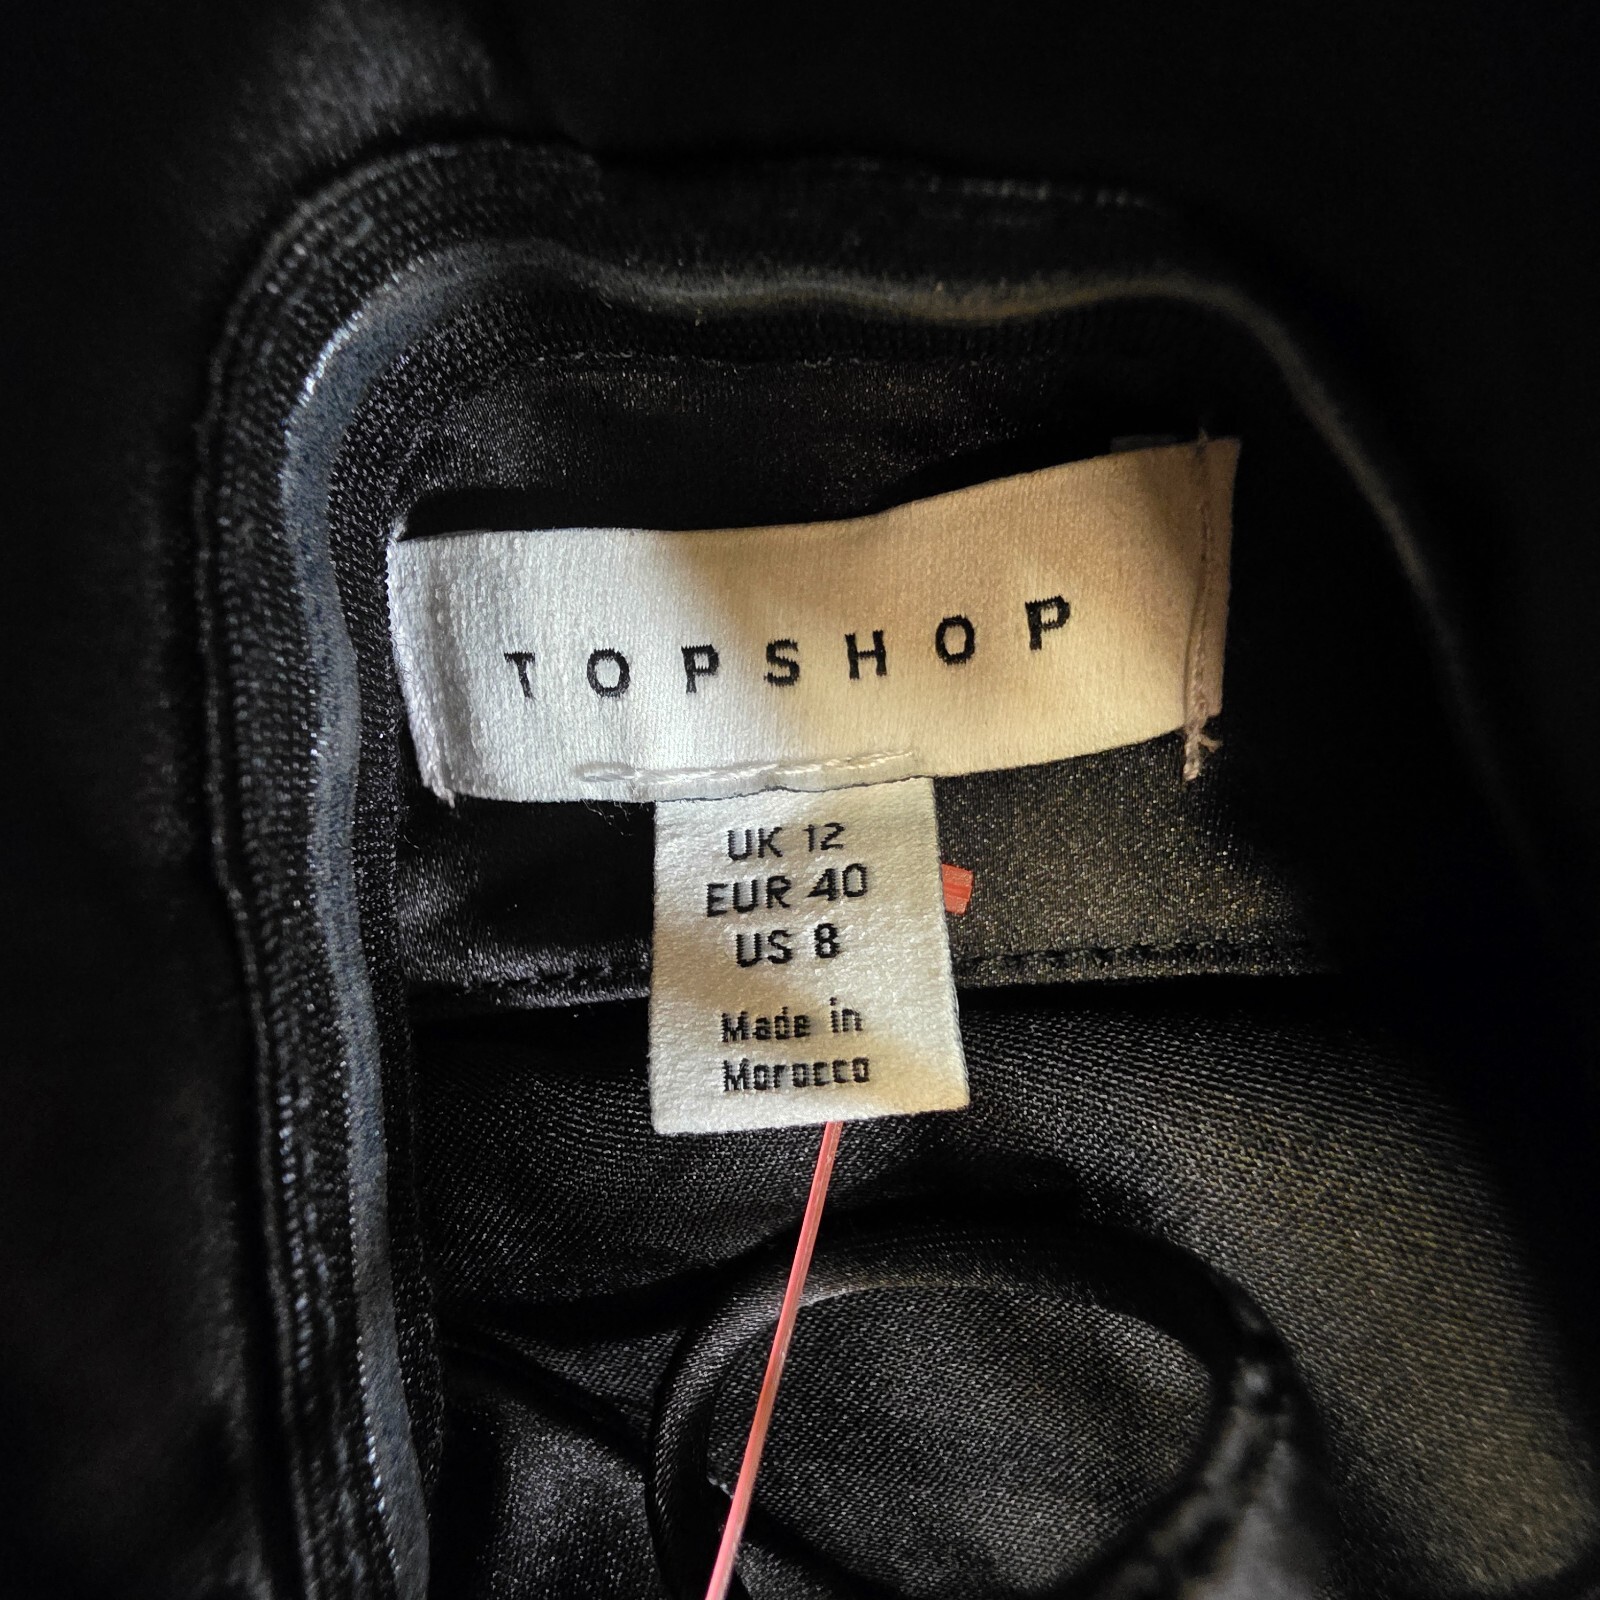 TOPSHOP
UK 12
EUR 40
US 8
Made in
Morocco